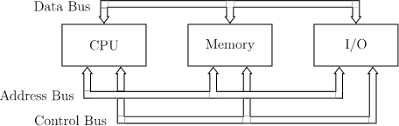 Data Bus
CPU Memory I/O
Address Bus
Control Bus